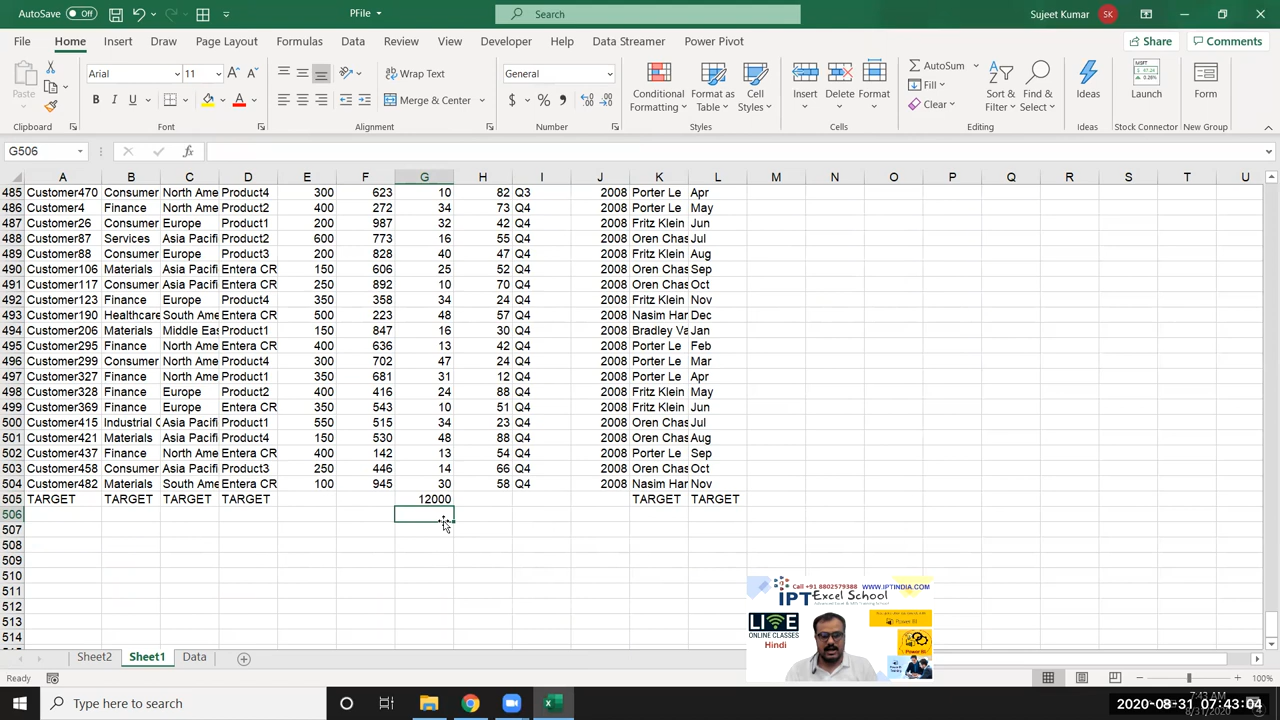 AutoSave Off PFile Search Sujeet Kumar SK
File Home Insert Draw Page Layout Formulas Data Review View Developer Help Data Streamer Power Pivot Share Comments
Paste Arial 11 Wrap Text General AutoSum
Merge & Center Conditional Formatting Format as Table Cell Styles Insert Delete Format Fill Clear Sort & Filter Find & Select Ideas Launch Form
Clipboard Font Alignment Number Styles Cells Editing Ideas Stock Connector New Group
G506
A B C D E F G H I J K L M N O P Q R S T U
485 Customer470 Consumer North Ame Product4 300 623 10 82 Q3 2008 Porter Le Apr
486 Customer4 Finance North Ame Product2 400 272 34 73 Q4 2008 Porter Le May
487 Customer26 Consumer Europe Product1 200 987 32 42 Q4 2008 Fritz Klein Jun
488 Customer87 Services Asia Pacifi Product2 600 773 16 55 Q4 2008 Oren Chas Jul
489 Customer88 Consumer Europe Product3 200 828 40 47 Q4 2008 Fritz Klein Aug
490 Customer106 Materials Asia Pacifi Entera CR 150 606 25 52 Q4 2008 Oren Chas Sep
491 Customer117 Consumer Asia Pacifi Entera CR 250 892 10 70 Q4 2008 Oren Chas Oct
492 Customer123 Finance Europe Product4 350 358 34 24 Q4 2008 Fritz Klein Nov
493 Customer190 Healthcare South Ame Entera CR 500 223 48 57 Q4 2008 Nasim Har Dec
494 Customer206 Materials Middle Eas Product1 150 847 16 30 Q4 2008 Bradley Va Jan
495 Customer295 Finance North Ame Entera CR 400 636 13 42 Q4 2008 Porter Le Feb
496 Customer299 Consumer North Ame Product4 300 702 47 24 Q4 2008 Porter Le Mar
497 Customer327 Finance North Ame Product1 350 681 31 12 Q4 2008 Porter Le Apr
498 Customer328 Finance Europe Product2 400 416 24 88 Q4 2008 Fritz Klein May
499 Customer369 Finance Europe Entera CR 350 543 10 51 Q4 2008 Fritz Klein Jun
500 Customer415 Industrial C Asia Pacifi Product1 550 515 34 23 Q4 2008 Oren Chas Jul
501 Customer421 Materials Asia Pacifi Product4 150 530 48 88 Q4 2008 Oren Chas Aug
502 Customer437 Finance North Ame Entera CR 400 142 13 54 Q4 2008 Porter Le Sep
503 Customer458 Consumer Asia Pacifi Product3 250 446 14 66 Q4 2008 Oren Chas Oct
504 Customer482 Materials South Ame Entera CR 100 945 30 58 Q4 2008 Nasim Har Nov
505 TARGET TARGET TARGET TARGET 12000 TARGET TARGET
506
507
508
509
510
511
512
513
514
Call +91 8802579388 WWW.IPTINDIA.COM
IPT Excel School
LIVE
ONLINE CLASSES
Hindi
Power BI
Sheet2 Sheet1 Data
Ready 100%
Type here to search 7:43 AM
8/31/2020
2020-08-31 07:43:04